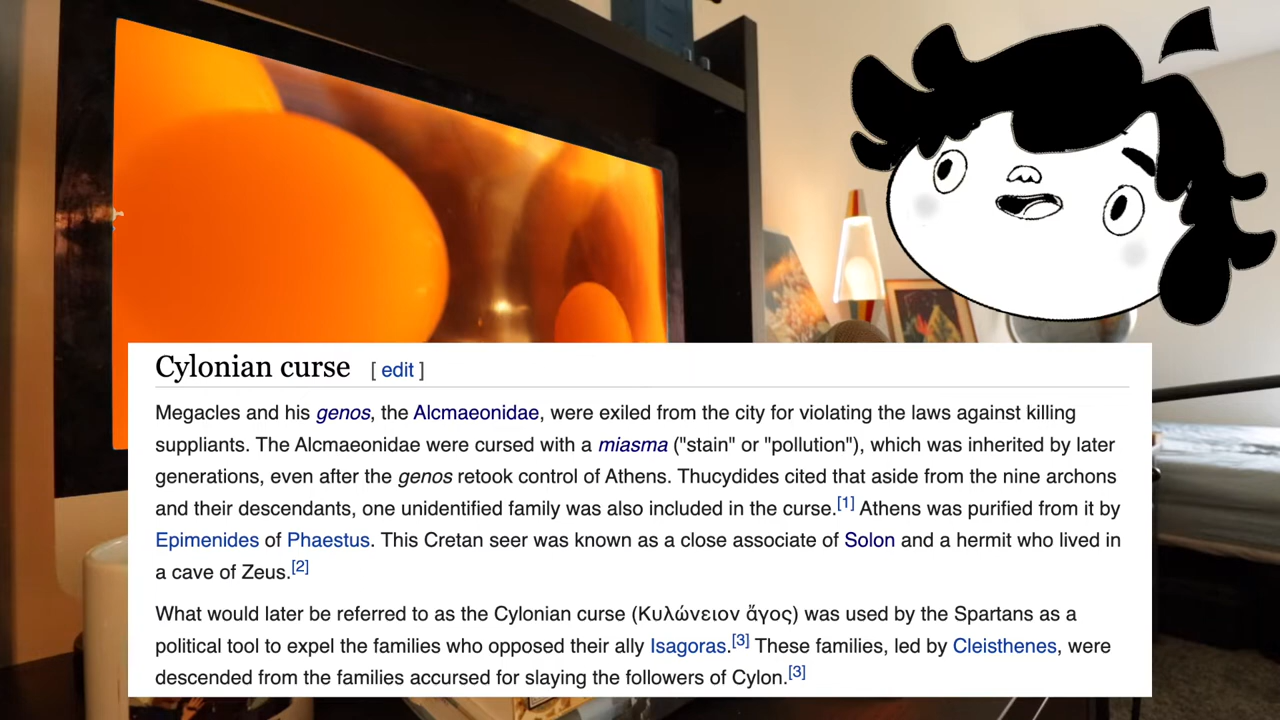 Cylonian curse [ edit ]
Megacles and his genos, the Alcmaeonidae, were exiled from the city for violating the laws against killing
suppliants. The Alcmaeonidae were cursed with a miasma ("stain" or "pollution"), which was inherited by later
generations, even after the genos retook control of Athens. Thucydides cited that aside from the nine archons
and their descendants, one unidentified family was also included in the curse.[1] Athens was purified from it by
Epimenides of Phaestus. This Cretan seer was known as a close associate of Solon and a hermit who lived in
a cave of Zeus.[2]
What would later be referred to as the Cylonian curse (Κυλώνειον ἄγος) was used by the Spartans as a
political tool to expel the families who opposed their ally Isagoras.[3] These families, led by Cleisthenes, were
descended from the families accursed for slaying the followers of Cylon.[3]